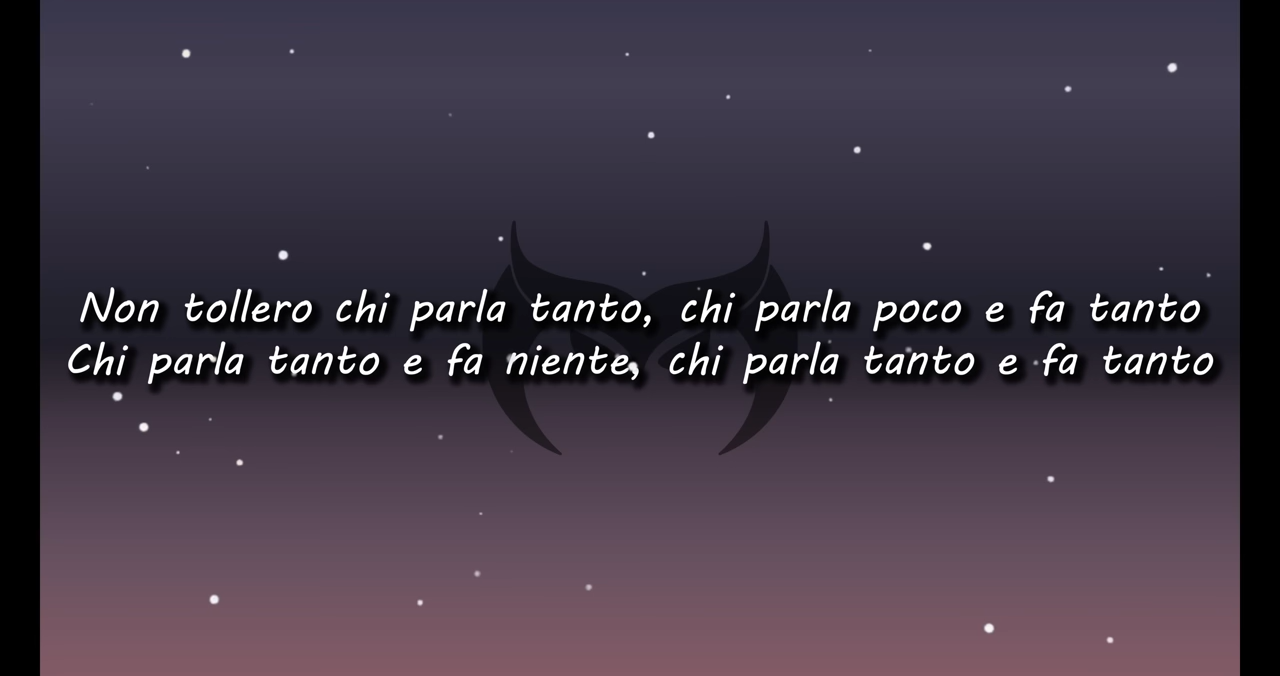 Non tollero chi parla tanto, chi parla poco e fa tanto
Chi parla tanto e fa niente, chi parla tanto e fa tanto